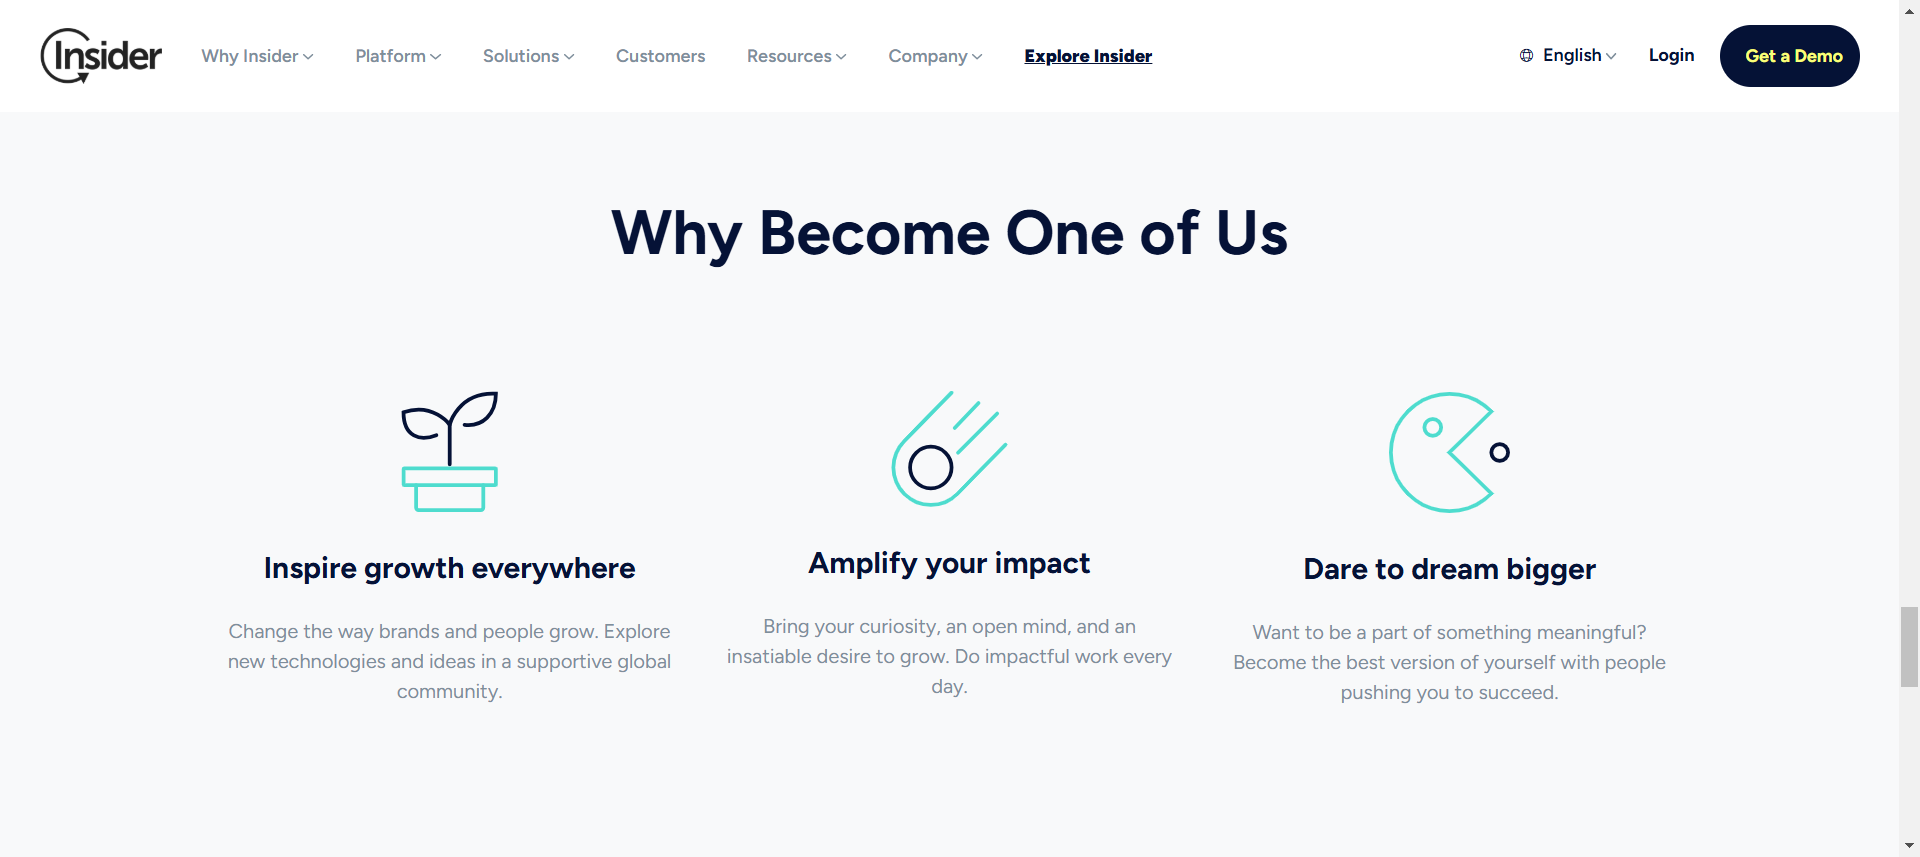 Insider
Why Insider
Platform
Solutions
Customers
Resources
Company
Explore Insider
English
Login
Get a Demo
Why Become One of Us
Inspire growth everywhere
Change the way brands and people grow. Explore
new technologies and ideas in a supportive global
community.
Amplify your impact
Bring your curiosity, an open mind, and an
insatiable desire to grow. Do impactful work every
day.
Dare to dream bigger
Want to be a part of something meaningful?
Become the best version of yourself with people
pushing you to succeed.